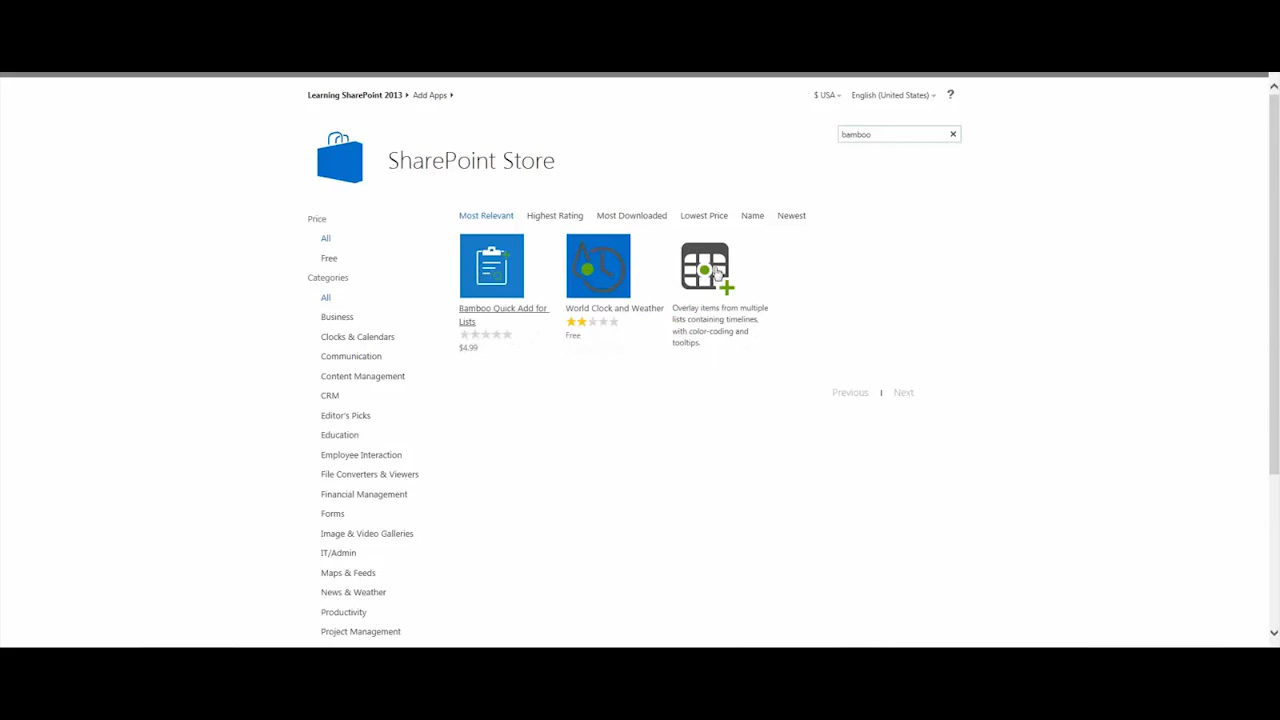 Learning SharePoint 2013 Add Apps
$ USA English (United States) ?
bamboo
SharePoint Store
Price
All
Free
Categories
All
Business
Clocks & Calendars
Communication
Content Management
CRM
Editor's Picks
Education
Employee Interaction
File Converters & Viewers
Financial Management
Forms
Image & Video Galleries
IT/Admin
Maps & Feeds
News & Weather
Productivity
Project Management
Most Relevant Highest Rating Most Downloaded Lowest Price Name Newest
Bamboo Quick Add for
Lists
$4.99
World Clock and Weather
Free
Overlay items from multiple
lists containing timelines,
with color-coding and
tooltips.
Previous | Next